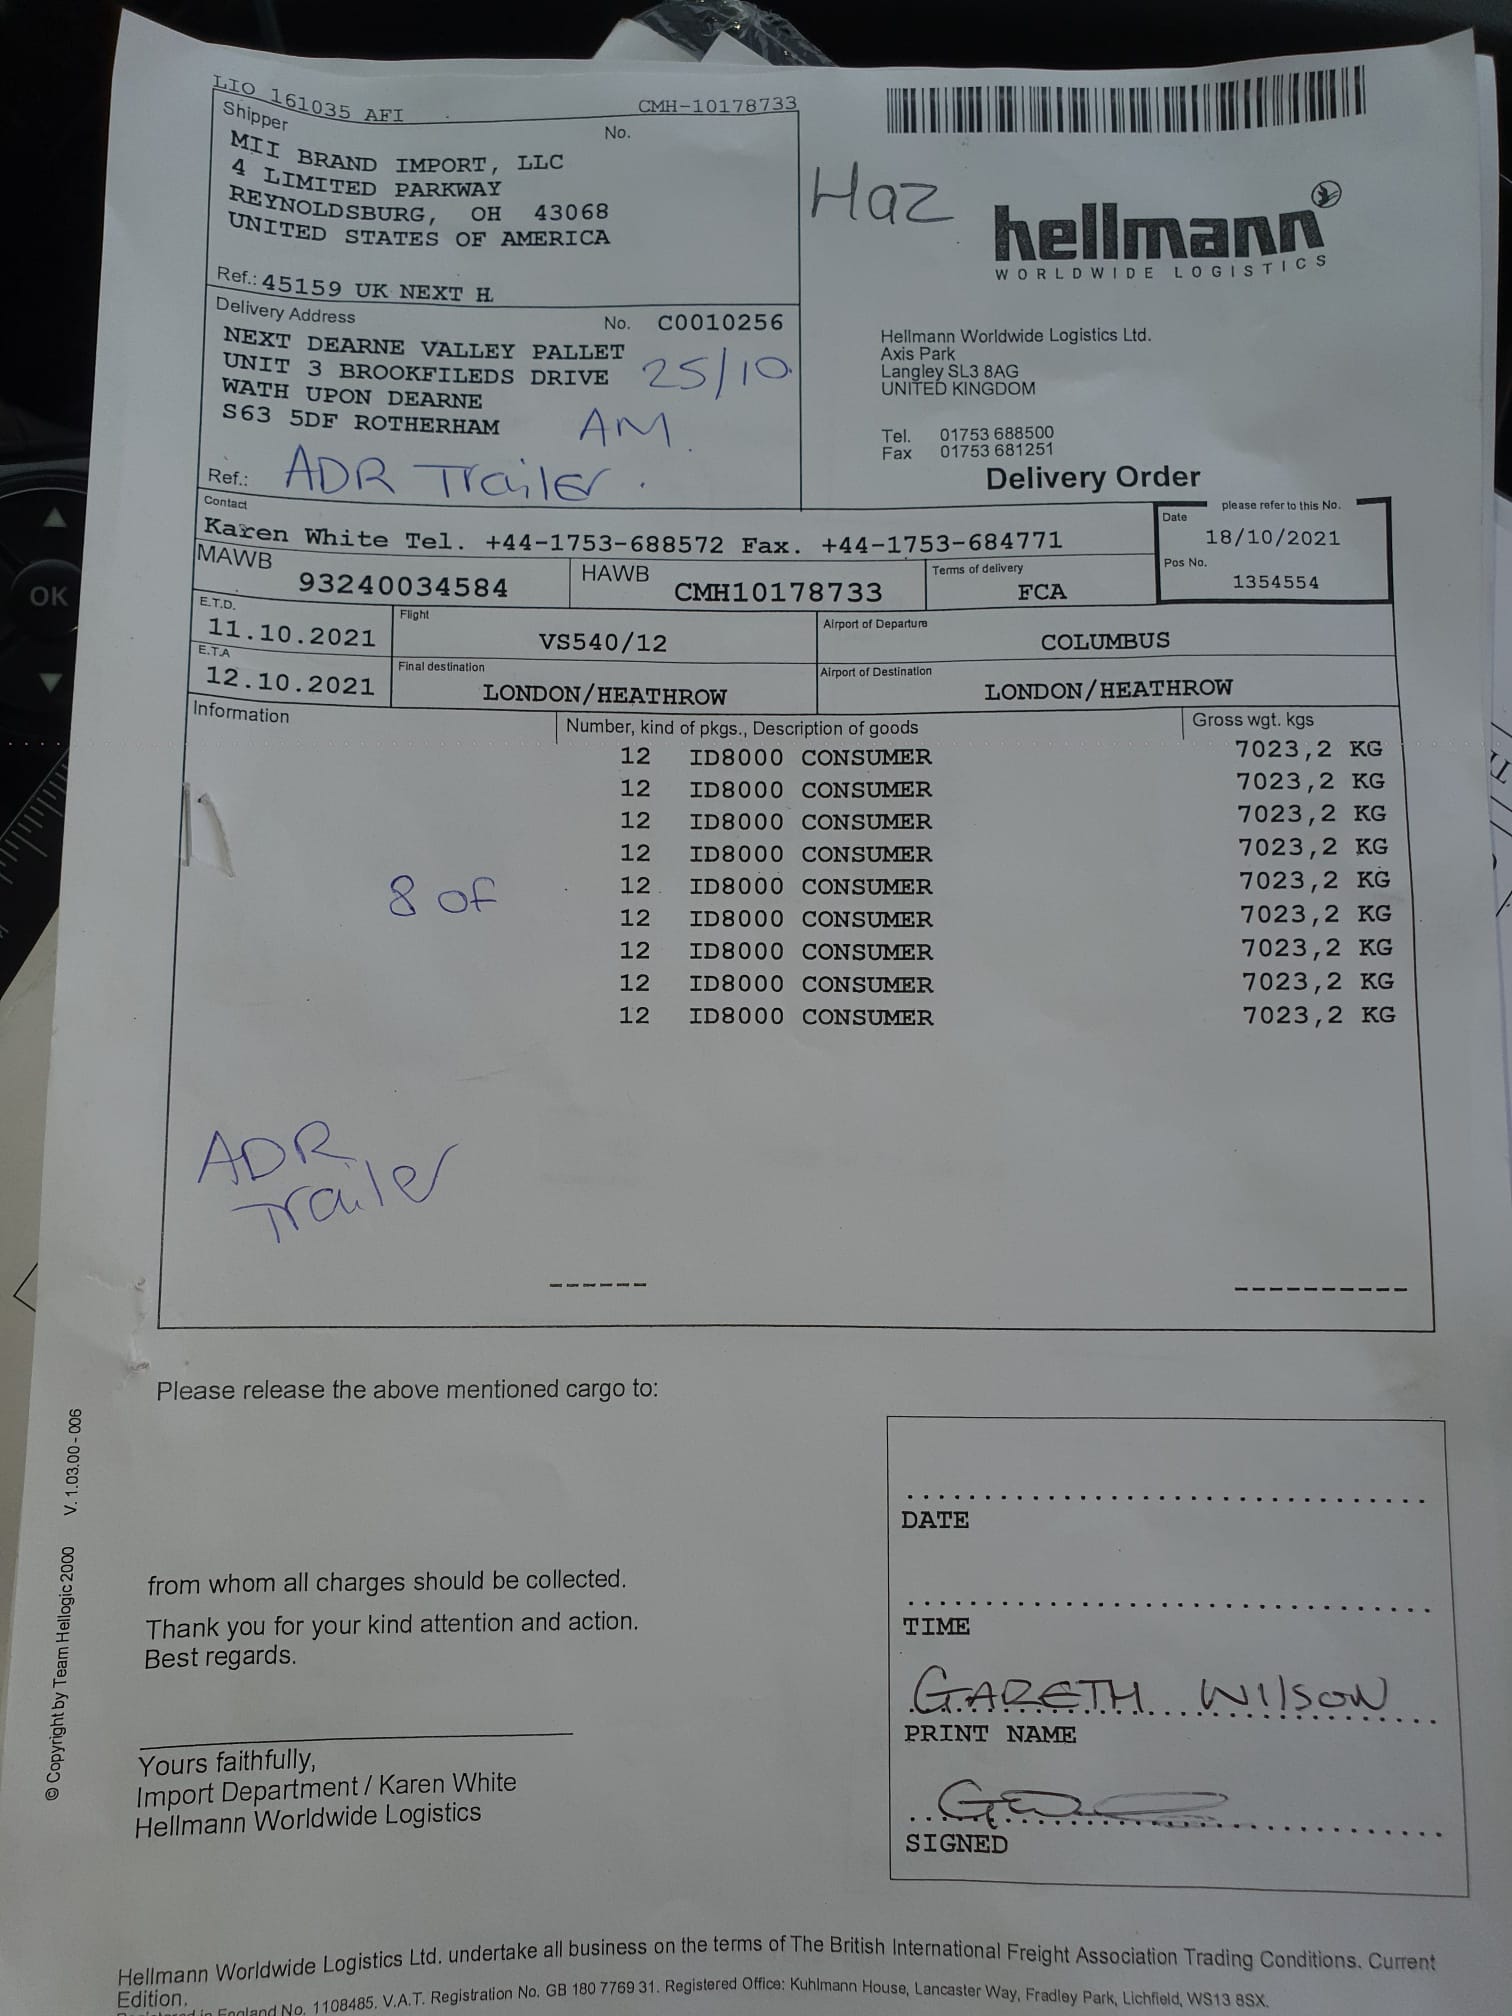 LIO 161035 AFI
CMH-10178733
Shipper
No.
MII BRAND IMPORT, LLC
4 LIMITED PARKWAY
REYNOLDSBURG, OH 43068
UNITED STATES OF AMERICA
Ref.: 45159 UK NEXT H
Haz
hellmann
WORLDWIDE LOGISTICS
Delivery Address
No. C0010256
NEXT DEARNE VALLEY PALLET
UNIT 3 BROOKFILEDS DRIVE
WATH UPON DEARNE
S63 5DF ROTHERHAM
25/10
AM.
Ref.: ADR Trailer.
Hellmann Worldwide Logistics Ltd.
Axis Park
Langley SL3 8AG
UNITED KINGDOM
Tel. 01753 688500
Fax 01753 681251
Delivery Order
Contact
Karen White Tel. +44-1753-688572 Fax. +44-1753-684771
please refer to this No.
Date
18/10/2021
Pos No.
1354554
MAWB
93240034584
HAWB
CMH10178733
Terms of delivery
FCA
E.T.D.
11.10.2021
Flight
VS540/12
Airport of Departure
COLUMBUS
E.T.A
12.10.2021
Final destination
LONDON/HEATHROW
Airport of Destination
LONDON/HEATHROW
Information
Number, kind of pkgs., Description of goods
Gross wgt. kgs
12 ID8000 CONSUMER 7023,2 KG
12 ID8000 CONSUMER 7023,2 KG
12 ID8000 CONSUMER 7023,2 KG
12 ID8000 CONSUMER 7023,2 KG
8 of
12 ID8000 CONSUMER 7023,2 KG
12 ID8000 CONSUMER 7023,2 KG
12 ID8000 CONSUMER 7023,2 KG
12 ID8000 CONSUMER 7023,2 KG
12 ID8000 CONSUMER 7023,2 KG
ADR
Trailer
Please release the above mentioned cargo to:
DATE
from whom all charges should be collected.
TIME
Thank you for your kind attention and action.
Best regards.
GARETH WIlSON
PRINT NAME
Yours faithfully,
Import Department / Karen White
Hellmann Worldwide Logistics
SIGNED
© Copyright by Team Hellogic2000 V. 1.03.00 - 006
Hellmann Worldwide Logistics Ltd. undertake all business on the terms of The British International Freight Association Trading Conditions. Current
Edition.
in England No. 1108485. V.A.T. Registration No. GB 180 7769 31. Registered Office: Kuhlmann House, Lancaster Way, Fradley Park, Lichfield, WS13 8SX.
OK